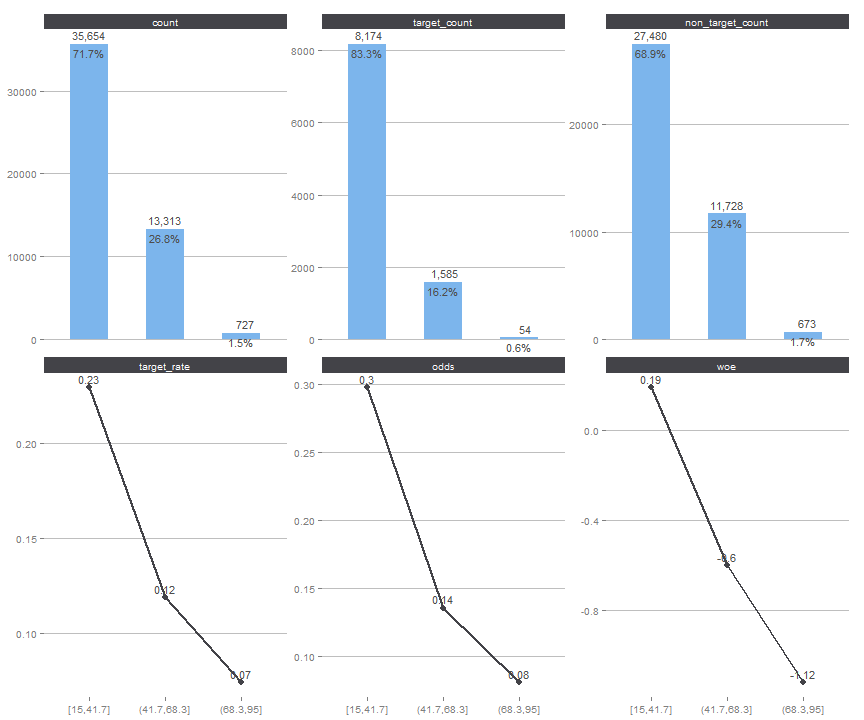 count target_count non_target_count
35,654 8,174 27,480
71.7% 83.3% 68.9%
30000 8000 20000
20000 6000 10000
10000 4000 0
0 2000
0
13,313 1,585 11,728
26.8% 16.2% 29.4%
727 54 673
1.5% 0.6% 1.7%
target_rate odds woe
0.23 0.3 0.19
0.20 0.30 0.0
0.15 0.25 -0.4
0.10 0.20 -0.8
0.15
0.10
0.12 0.14 -0.6
0.07 0.08 -1.12
[15,41.7] (41.7,68.3] (68.3,95] [15,41.7] (41.7,68.3] (68.3,95] [15,41.7] (41.7,68.3] (68.3,95]